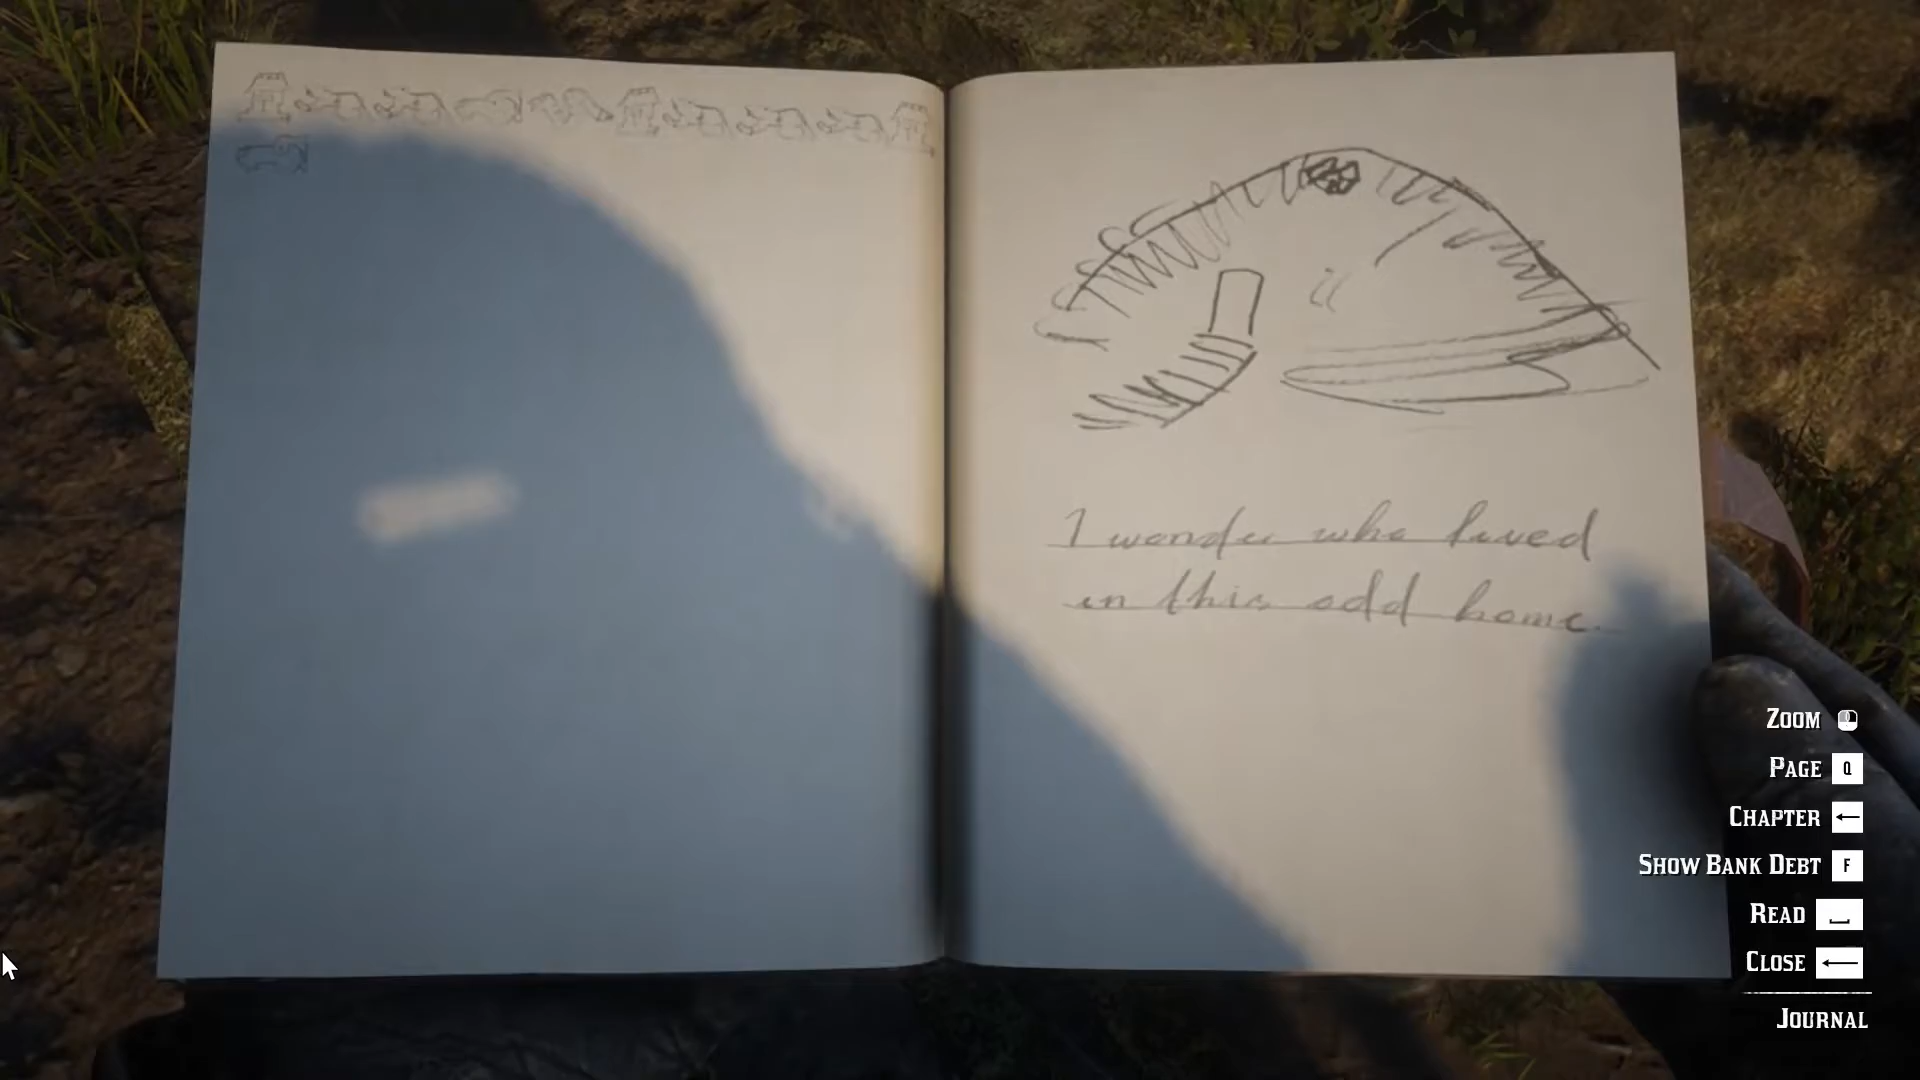 I wonder who lived
in this odd home.
ZOOM
PAGE Q
CHAPTER ←
SHOW BANK DEBT F
READ
CLOSE ←
JOURNAL